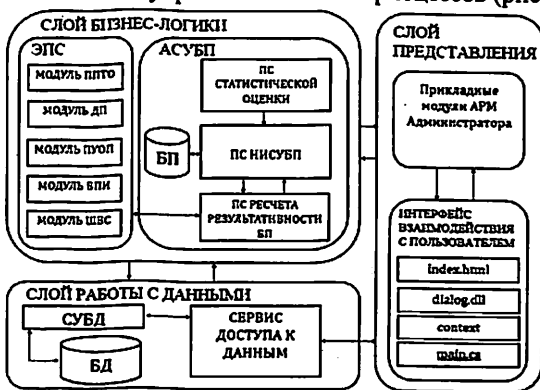 СЛОЙ БИЗНЕС-ЛОГИКИ
ЭПС
МОДУЛЬ ППТО
МОДУЛЬ ДП
МОДУЛЬ ПУОП
МОДУЛЬ ВПИ
МОДУЛЬ ШВС
АСУБП
ПС
СТАТИСТИЧЕСКОЙ
ОЦЕНКИ
БП
ПС НИСУБП
ПС РЕСЧЕТА
РЕЗУЛЬТАТИВНОСТИ
БП
СЛОЙ
ПРЕДСТАВЛЕНИЯ
Прикладные
модули АРМ
Администратора
ИНТЕРФЕЙС
ВЗАИМОДЕЙСТВИЯ
С ПОЛЬЗОВАТЕЛЕМ
index.html
dialog.dll
context
main.cs
СЛОЙ РАБОТЫ С ДАННЫМИ
СУБД
БД
СЕРВИС
ДОСТУПА К
ДАННЫМ